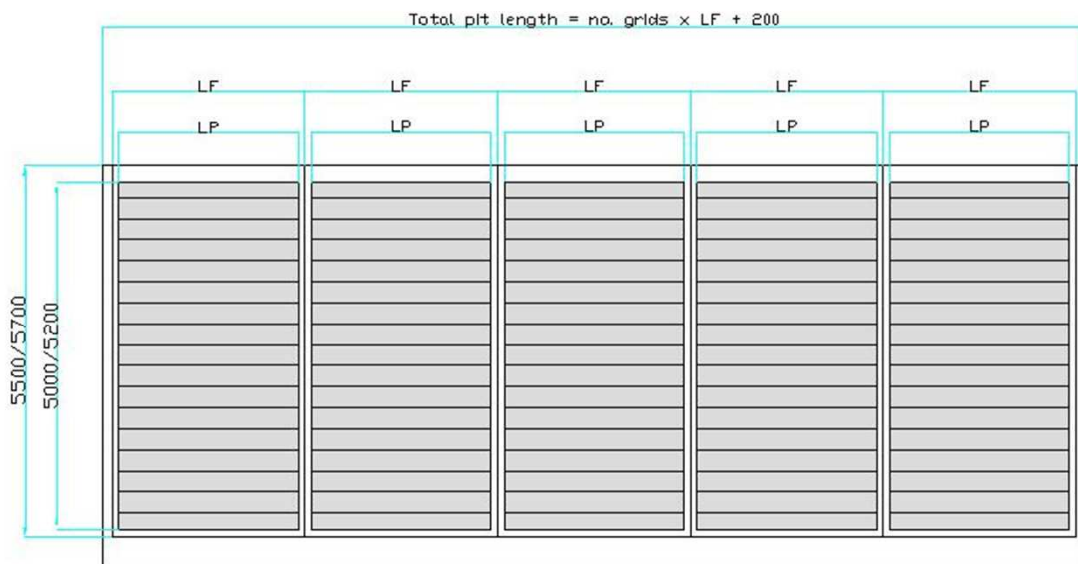 Total pit length = no. grids x LF + 200
LF LF LF LF LF
LP LP LP LP LP
5500/5700
5000/5200